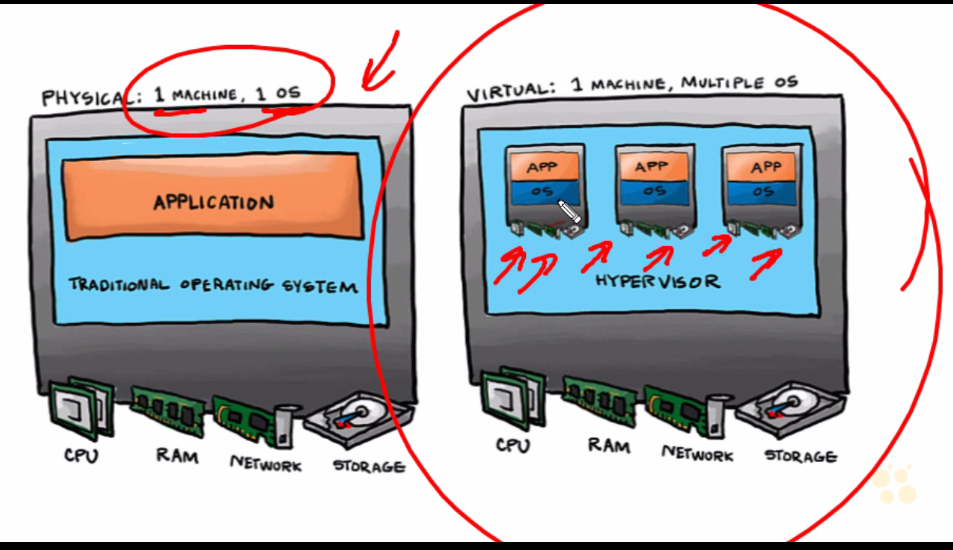 PHYSICAL: 1 MACHINE, 1 OS
APPLICATION
TRADITIONAL OPERATING SYSTEM
CPU
RAM
NETWORK
STORAGE
VIRTUAL: 1 MACHINE, MULTIPLE OS
APP
OS
APP
OS
APP
OS
HYPERVISOR
CPU
RAM
NETWORK
STORAGE